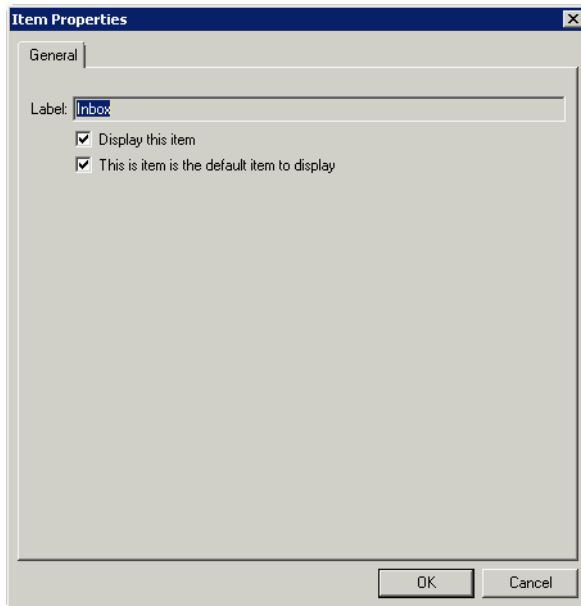 Item Properties
General
Label: Inbox
Display this item
This is item is the default item to display
OK Cancel